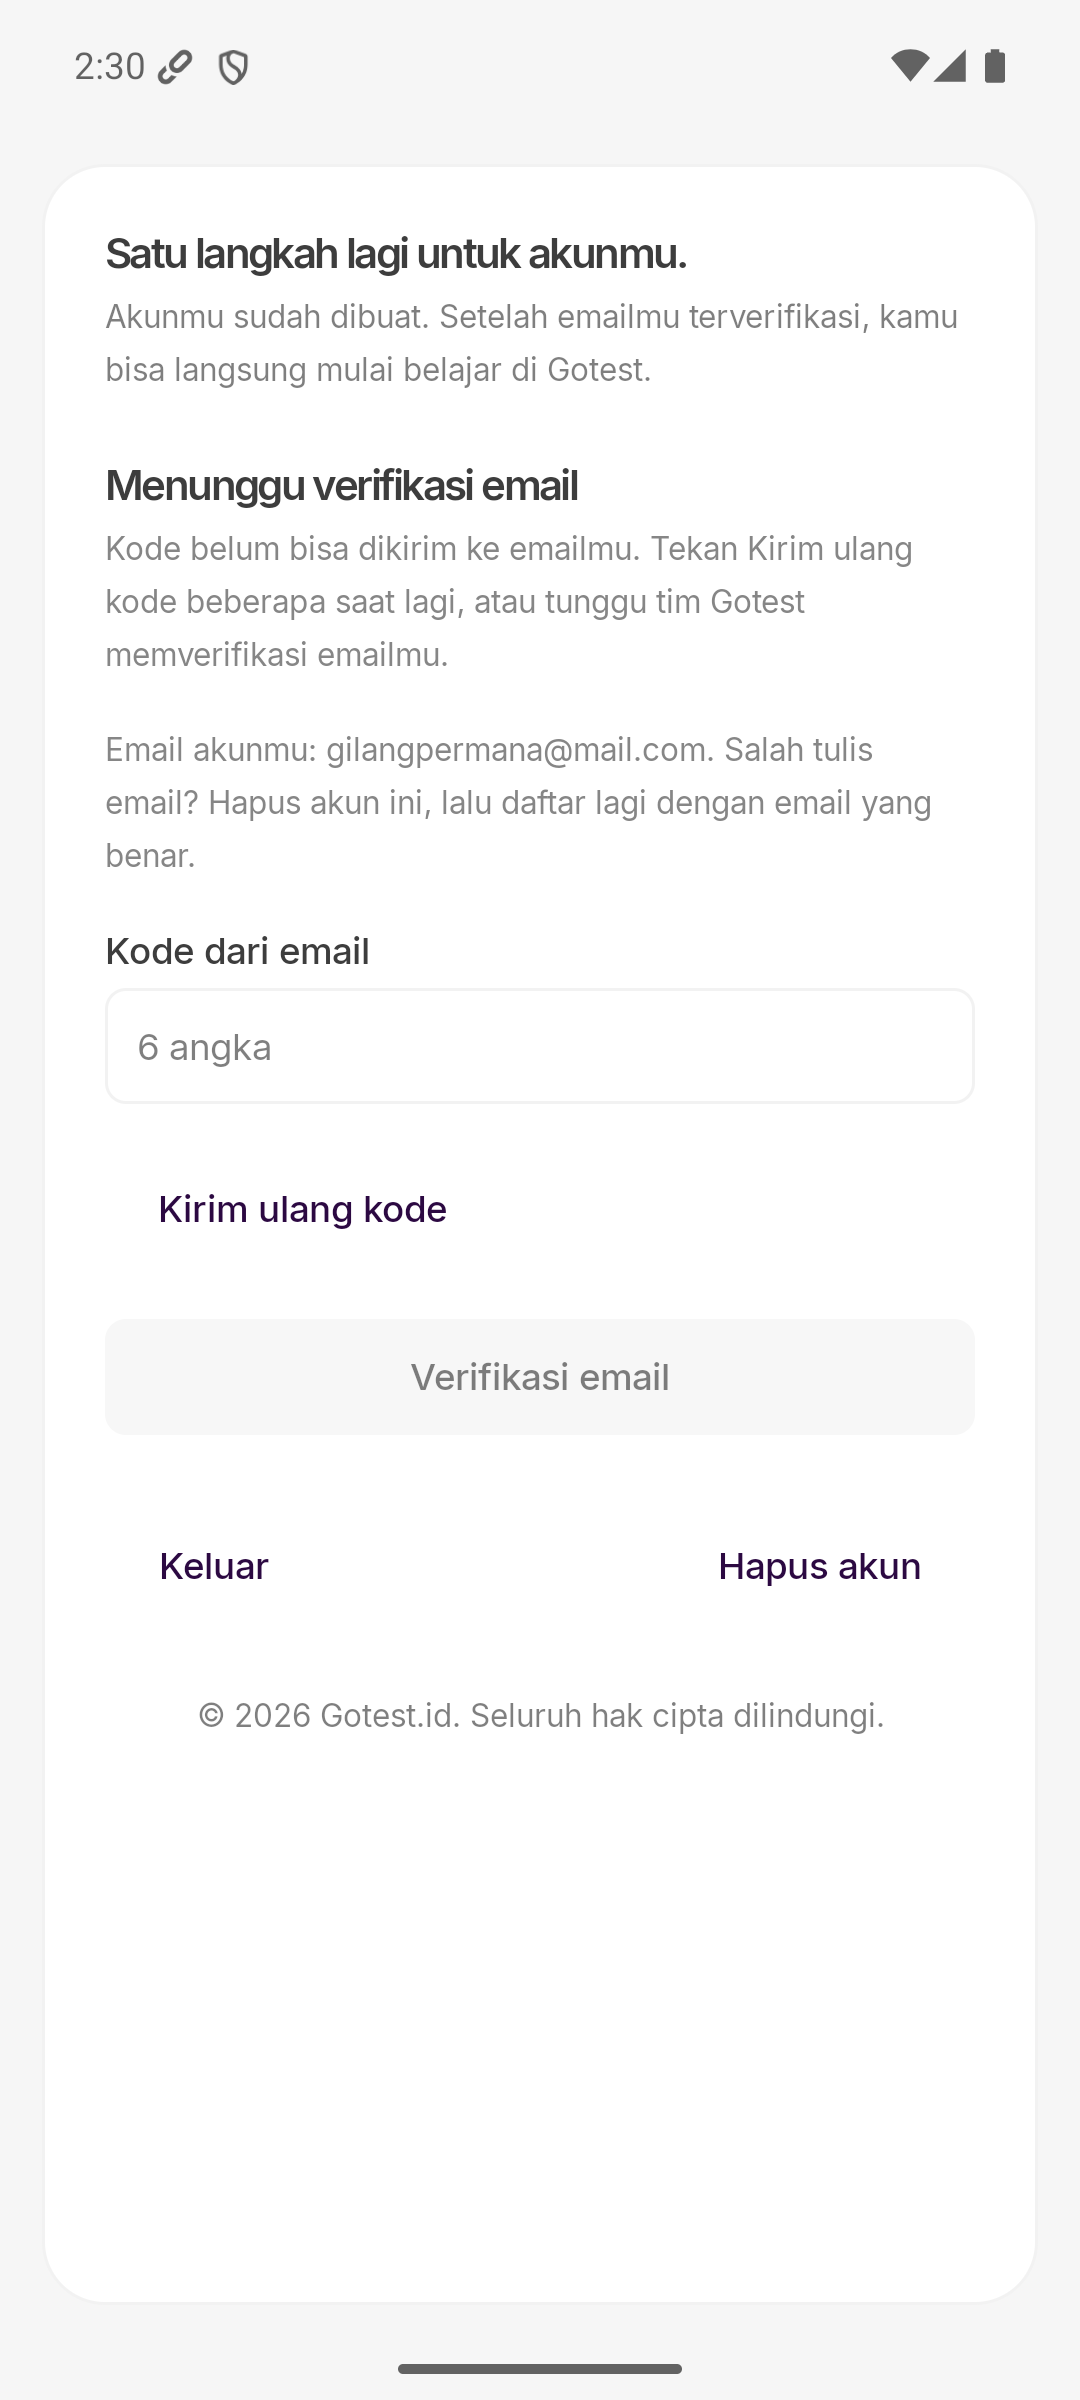 2:30
Satu langkah lagi untuk akunmu.
Akunmu sudah dibuat. Setelah emailmu terverifikasi, kamu
bisa langsung mulai belajar di Gotest.
Menunggu verifikasi email
Kode belum bisa dikirim ke emailmu. Tekan Kirim ulang
kode beberapa saat lagi, atau tunggu tim Gotest
memverifikasi emailmu.
Email akunmu: gilangpermana@mail.com. Salah tulis
email? Hapus akun ini, lalu daftar lagi dengan email yang
benar.
Kode dari email
6 angka
Kirim ulang kode
Verifikasi email
Keluar
Hapus akun
© 2026 Gotest.id. Seluruh hak cipta dilindungi.